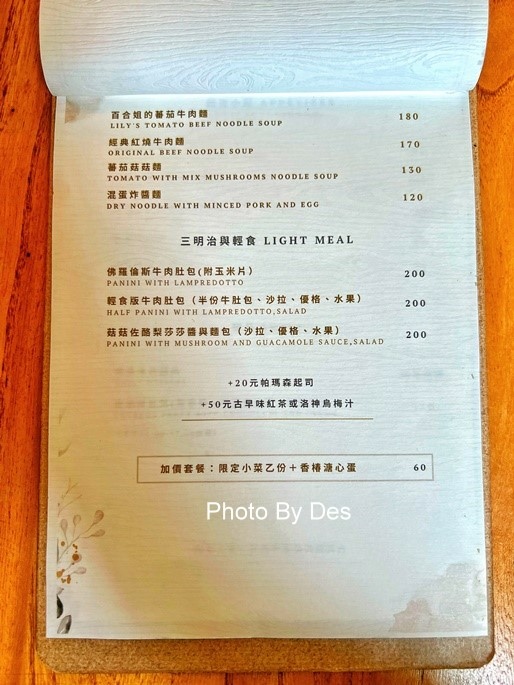 百合姐的蕃茄牛肉麵 180
LILY'S TOMATO BEEF NOODLE SOUP
經典紅燒牛肉麵 170
ORIGINAL BEEF NOODLE SOUP
蕃茄菇菇麵 130
TOMATO WITH MIX MUSHROOMS NOODLE SOUP
混蛋炸醬麵 120
DRY NOODLE WITH MINCED PORK AND EGG
三明治與輕食 LIGHT MEAL
佛羅倫斯牛肉肚包(附玉米片) 200
PANINI WITH LAMPREDOTTO
輕食版牛肉肚包（半份牛肚包、沙拉、優格、水果） 200
HALF PANINI WITH LAMPREDOTTO,SALAD
菇菇佐酪梨莎莎醬與麵包（沙拉、優格、水果） 200
PANINI WITH MUSHROOM AND GUACAMOLE SAUCE,SALAD
+20元帕瑪森起司
+50元古早味紅茶或洛神烏梅汁
加價套餐：限定小菜乙份＋香椿溏心蛋 60
Photo By Des